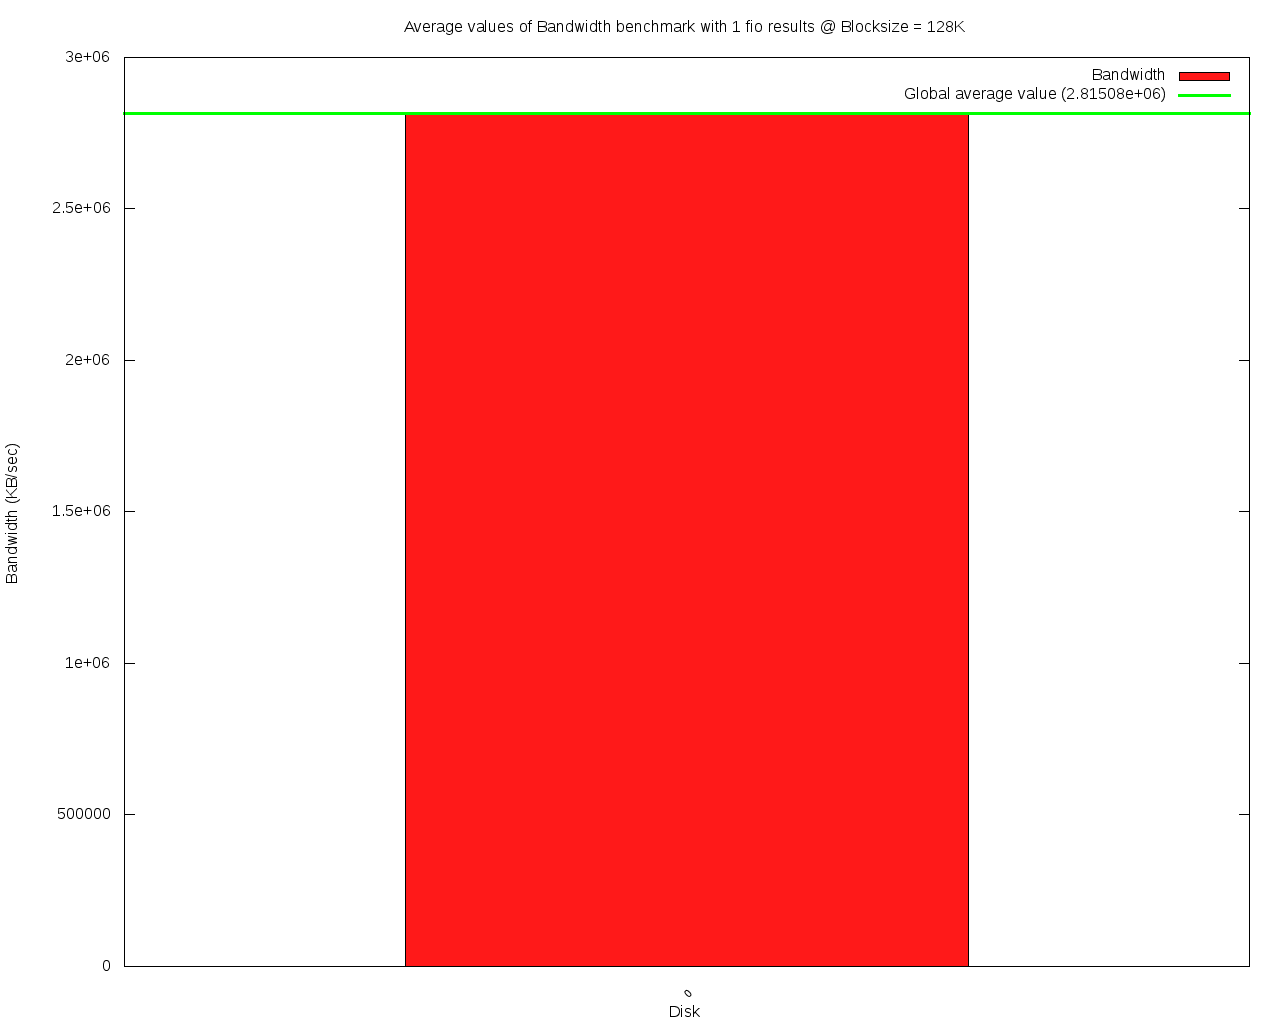 Average values of Bandwidth benchmark with 1 fio results @ Blocksize = 128K
3e+06
Bandwidth
Global average value (2.81508e+06)
2.5e+06
2e+06
1.5e+06
Bandwidth (KB/sec)
1e+06
500000
0
0
Disk